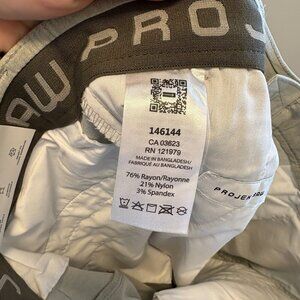 AW PROJ
146144
CA 03623
RN 121979
MADE IN BANGLADESH/
FABRIQUÉ AU BANGLADESH
76% Rayon/Rayonne
21% Nylon
3% Spandex
PROJEK RAW